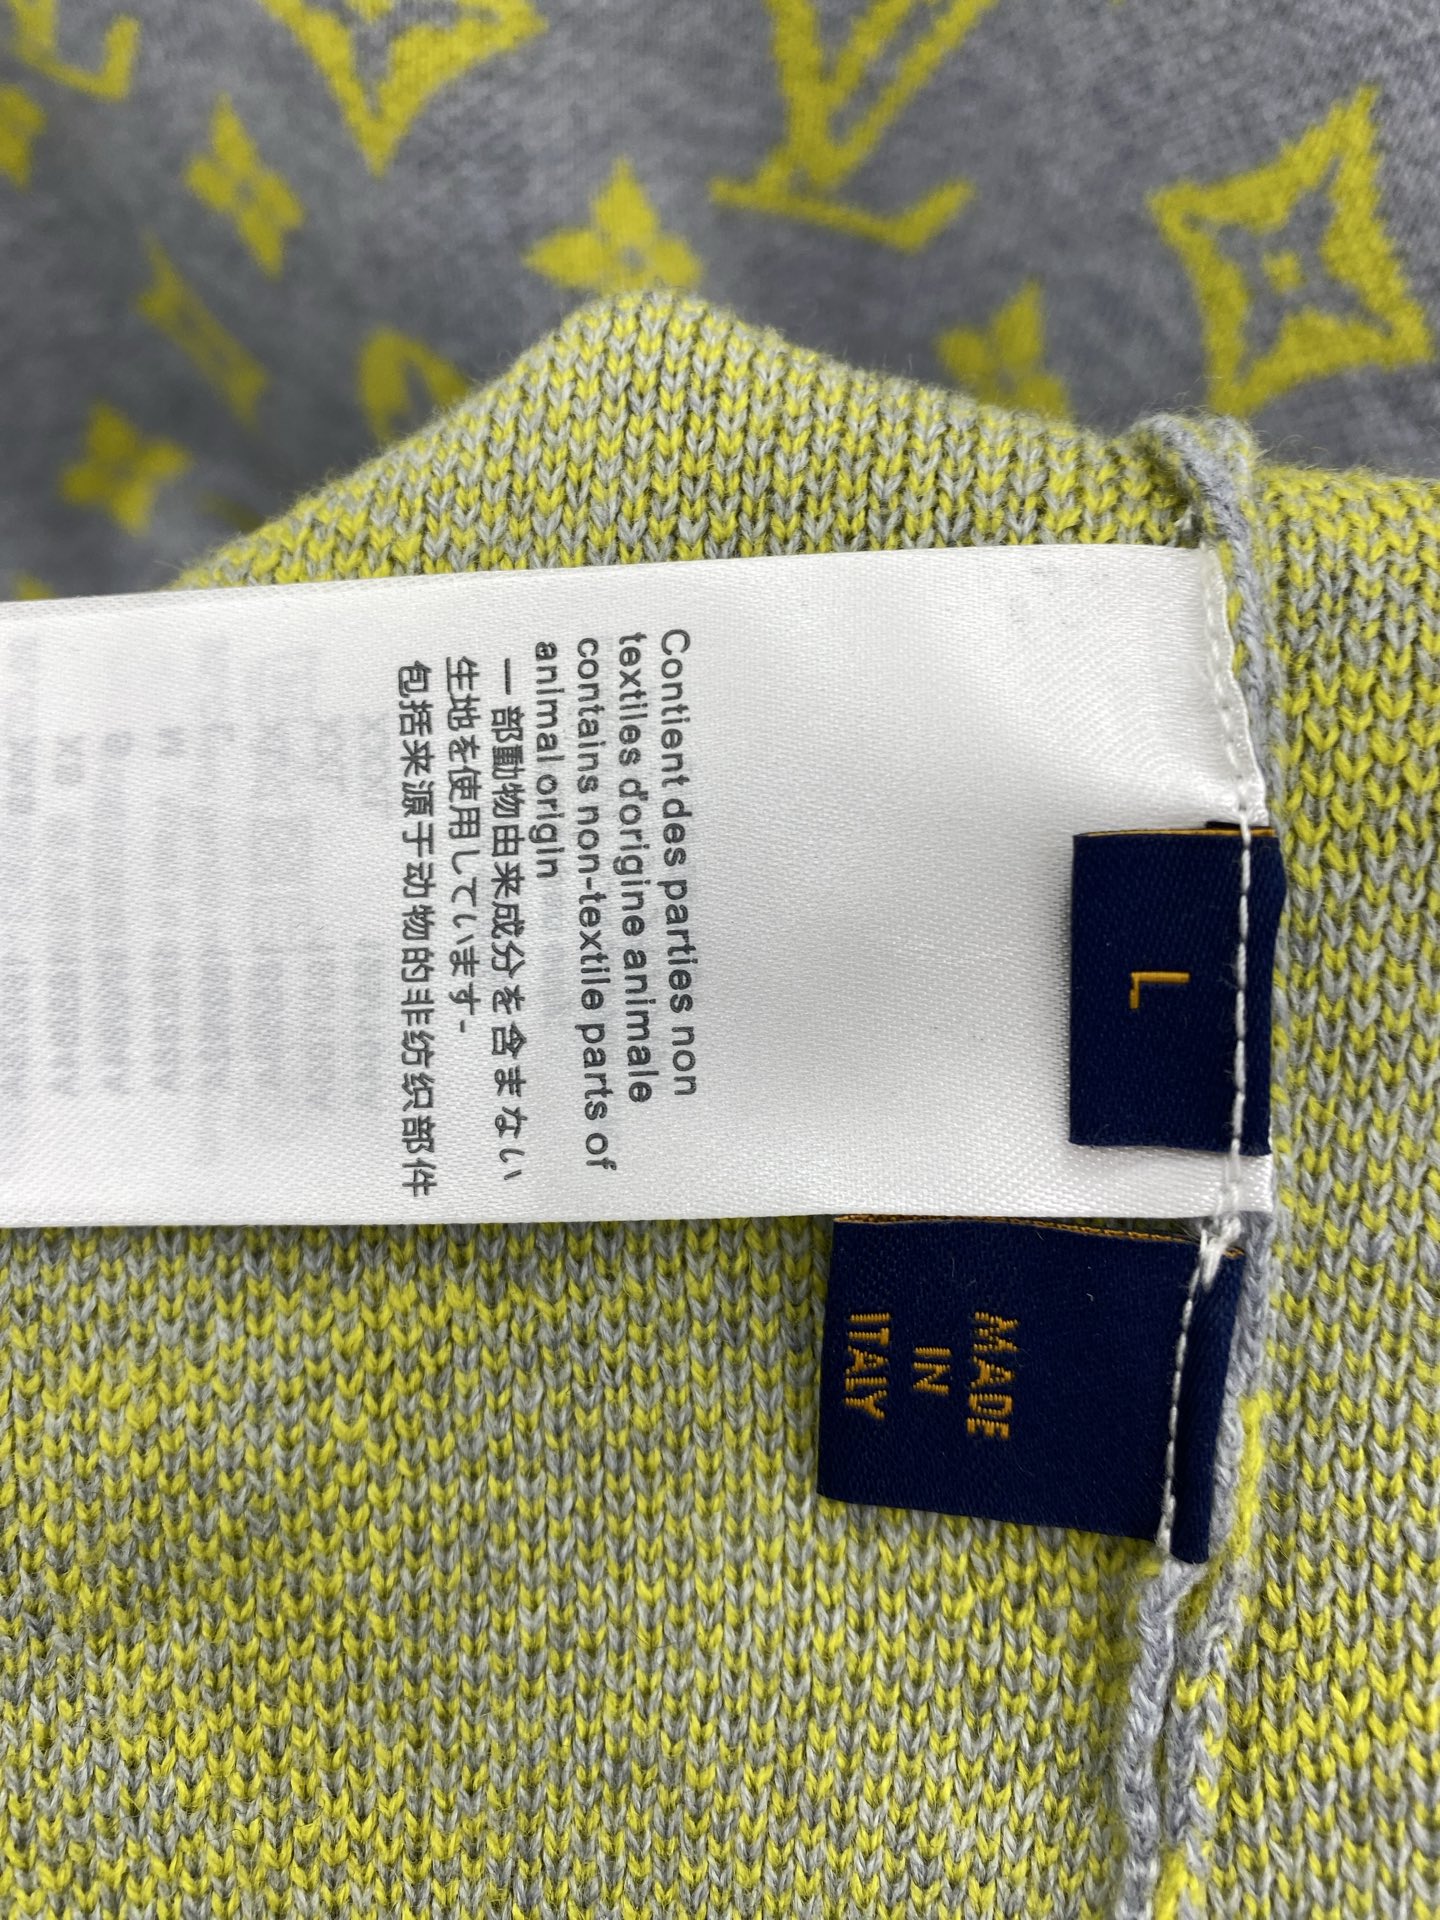 Contient des parties non
textiles d'origine animale
contains non-textile parts of
animal origin
一部動物由来成分を含まない
生地を使用しています-
包括来源于动物的非纺织部件
L
MADE
IN
ITALY